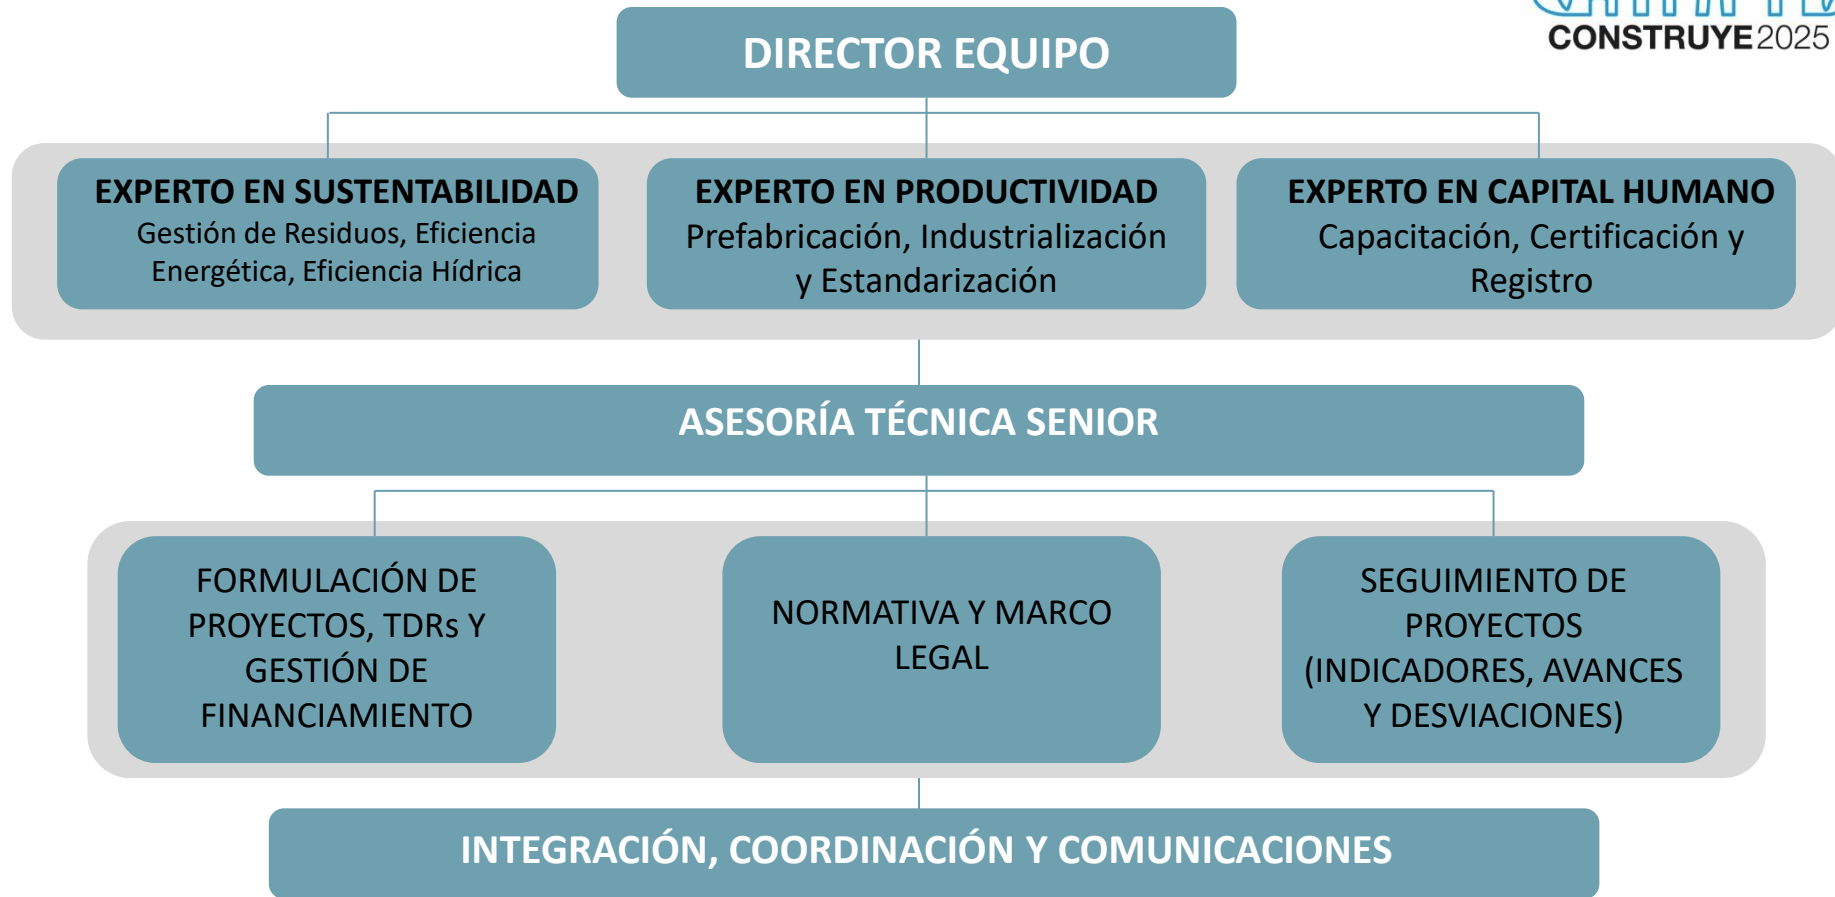 CONSTRUYE2025
DIRECTOR EQUIPO
EXPERTO EN SUSTENTABILIDAD
Gestión de Residuos, Eficiencia
Energética, Eficiencia Hídrica
EXPERTO EN PRODUCTIVIDAD
Prefabricación, Industrialización
y Estandarización
EXPERTO EN CAPITAL HUMANO
Capacitación, Certificación y
Registro
ASESORÍA TÉCNICA SENIOR
FORMULACIÓN DE
PROYECTOS, TDRs Y
GESTIÓN DE
FINANCIAMIENTO
NORMATIVA Y MARCO
LEGAL
SEGUIMIENTO DE
PROYECTOS
(INDICADORES, AVANCES
Y DESVIACIONES)
INTEGRACIÓN, COORDINACIÓN Y COMUNICACIONES